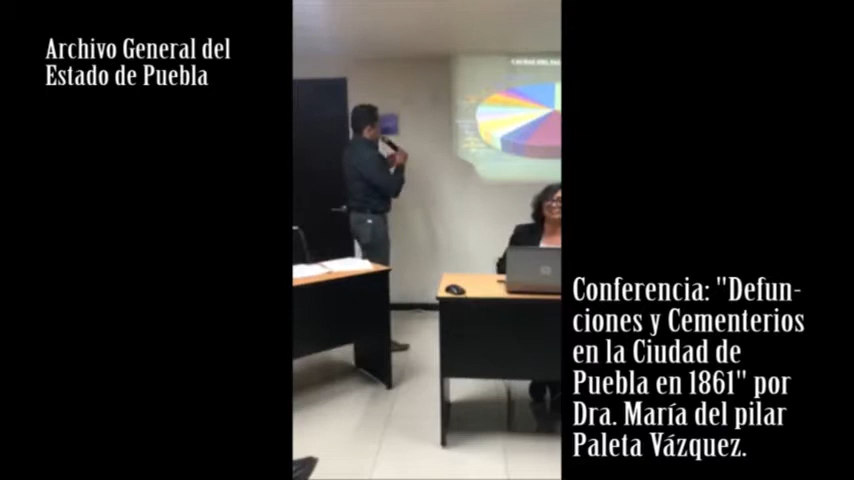 Archivo General del
Estado de Puebla
Conferencia: "Defun-
ciones y Cementerios
en la Ciudad de
Puebla en 1861" por
Dra. María del pilar
Paleta Vázquez.